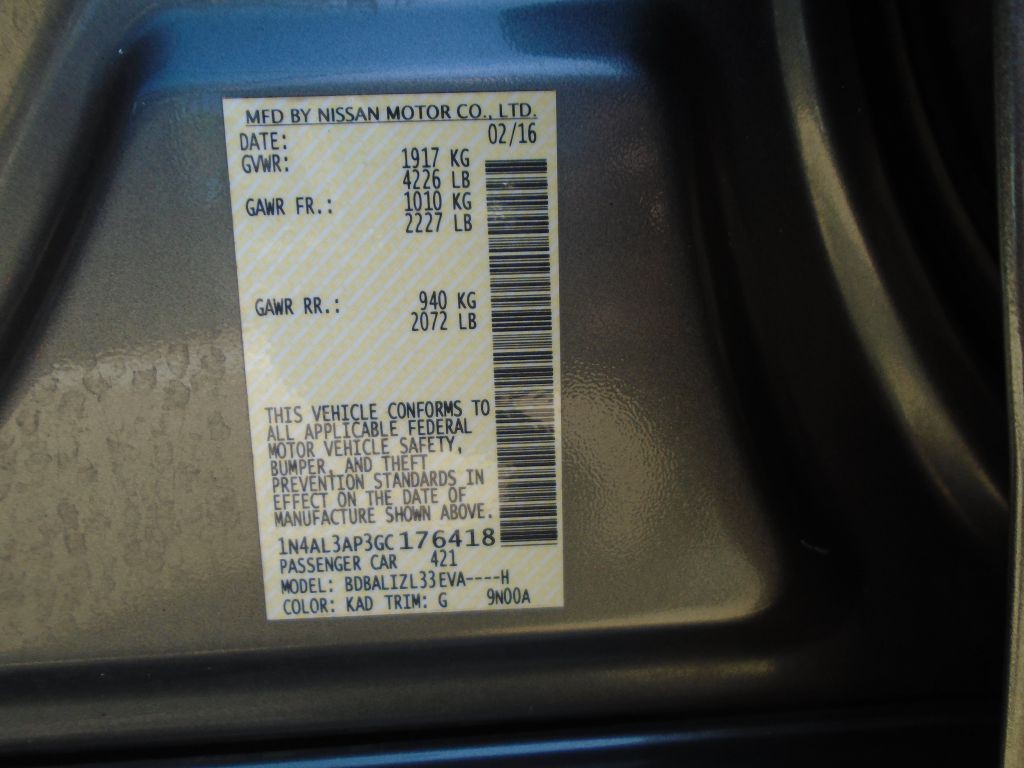 MFD BY NISSAN MOTOR CO., LTD.
DATE: 02/16
GVWR: 1917 KG
4226 LB
GAWR FR.: 1010 KG
2227 LB
GAWR RR.: 940 KG
2072 LB
THIS VEHICLE CONFORMS TO
ALL APPLICABLE FEDERAL
MOTOR VEHICLE SAFETY,
BUMPER, AND THEFT
PREVENTION STANDARDS IN
EFFECT ON THE DATE OF
MANUFACTURE SHOWN ABOVE.
1N4AL3AP3GC176418
PASSENGER CAR 421
MODEL: BDBALIZL33EVA----H
COLOR: KAD TRIM: G 9N00A